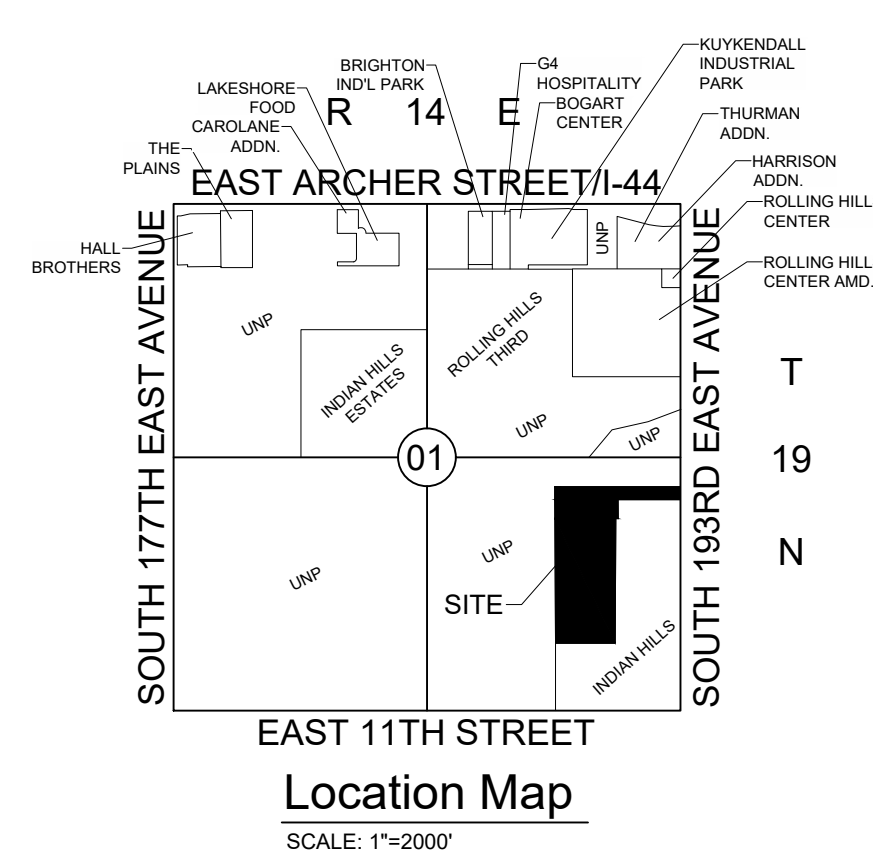 KUYKENDALL
INDUSTRIAL
PARK
BRIGHTON
IND'L PARK
G4
HOSPITALITY
LAKESHORE
FOOD
BOGART
CENTER
R 14 E
THURMAN
ADDN.
CAROLANE
ADDN.
THE
PLAINS
HARRISON
ADDN.
EAST ARCHER STREET/I-44
ROLLING HILL
CENTER
HALL
BROTHERS
UNP
ROLLING HILL
CENTER AMD.
SOUTH 177TH EAST AVENUE
SOUTH 193RD EAST AVENUE
UNP
ROLLING HILLS
THIRD
INDIAN HILLS
ESTATES
T
19
N
UNP
UNP
01
UNP
UNP
SITE
INDIAN HILLS
EAST 11TH STREET
Location Map
SCALE: 1"=2000'